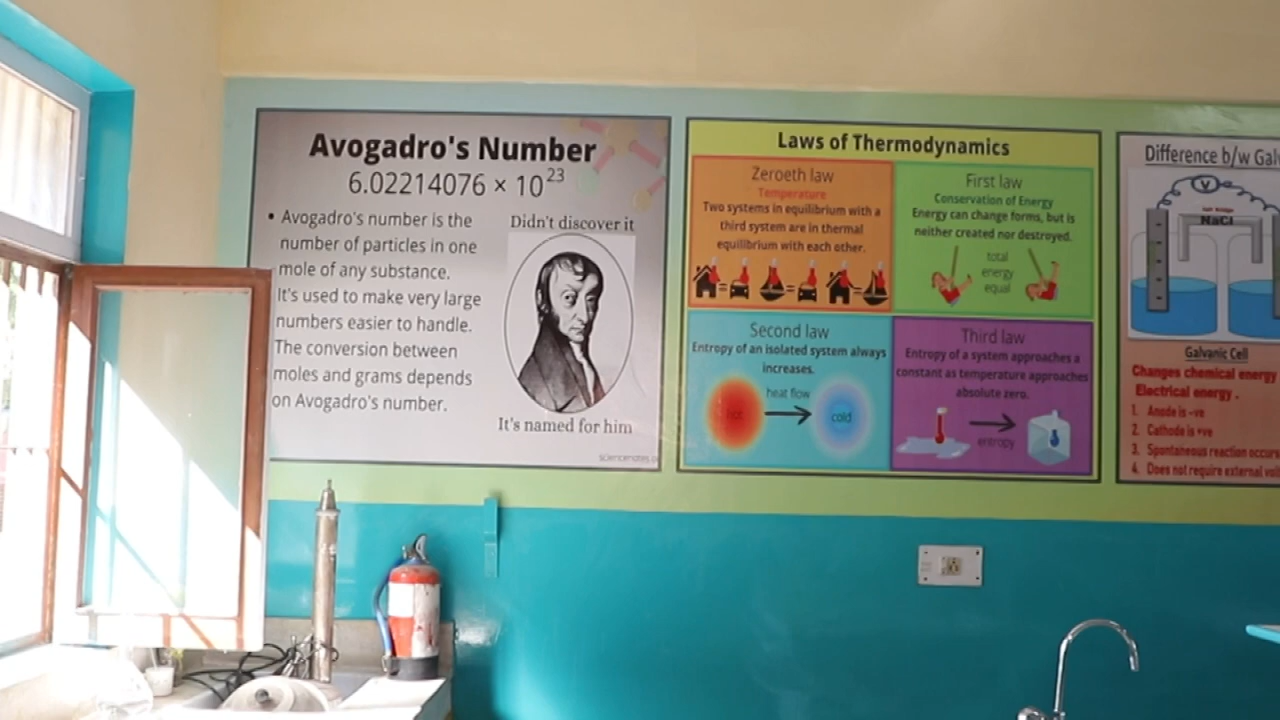 Avogadro's Number
6.02214076 × 10²³
• Avogadro's number is the
number of particles in one
mole of any substance.
It's used to make very large
numbers easier to handle.
The conversion between
moles and grams depends
on Avogadro's number.
Didn't discover it
It's named for him
Laws of Thermodynamics
Zeroeth law
Temperature
Two systems in equilibrium with a
third system are in thermal
equilibrium with each other.
First law
Conservation of Energy
Energy can change forms, but is
neither created nor destroyed.
total
energy
equal
Second law
Entropy of an isolated system always
increases.
hot
heat flow
cold
Third law
Entropy of a system approaches a
constant as temperature approaches
absolute zero.
entropy
Difference b/w
V
NaCl
Galvanic Cell
Changes chemical energy
Electrical energy .
1. Anode is -ve
2. Cathode is +ve
3. Spontaneous reaction
4. Does not require external